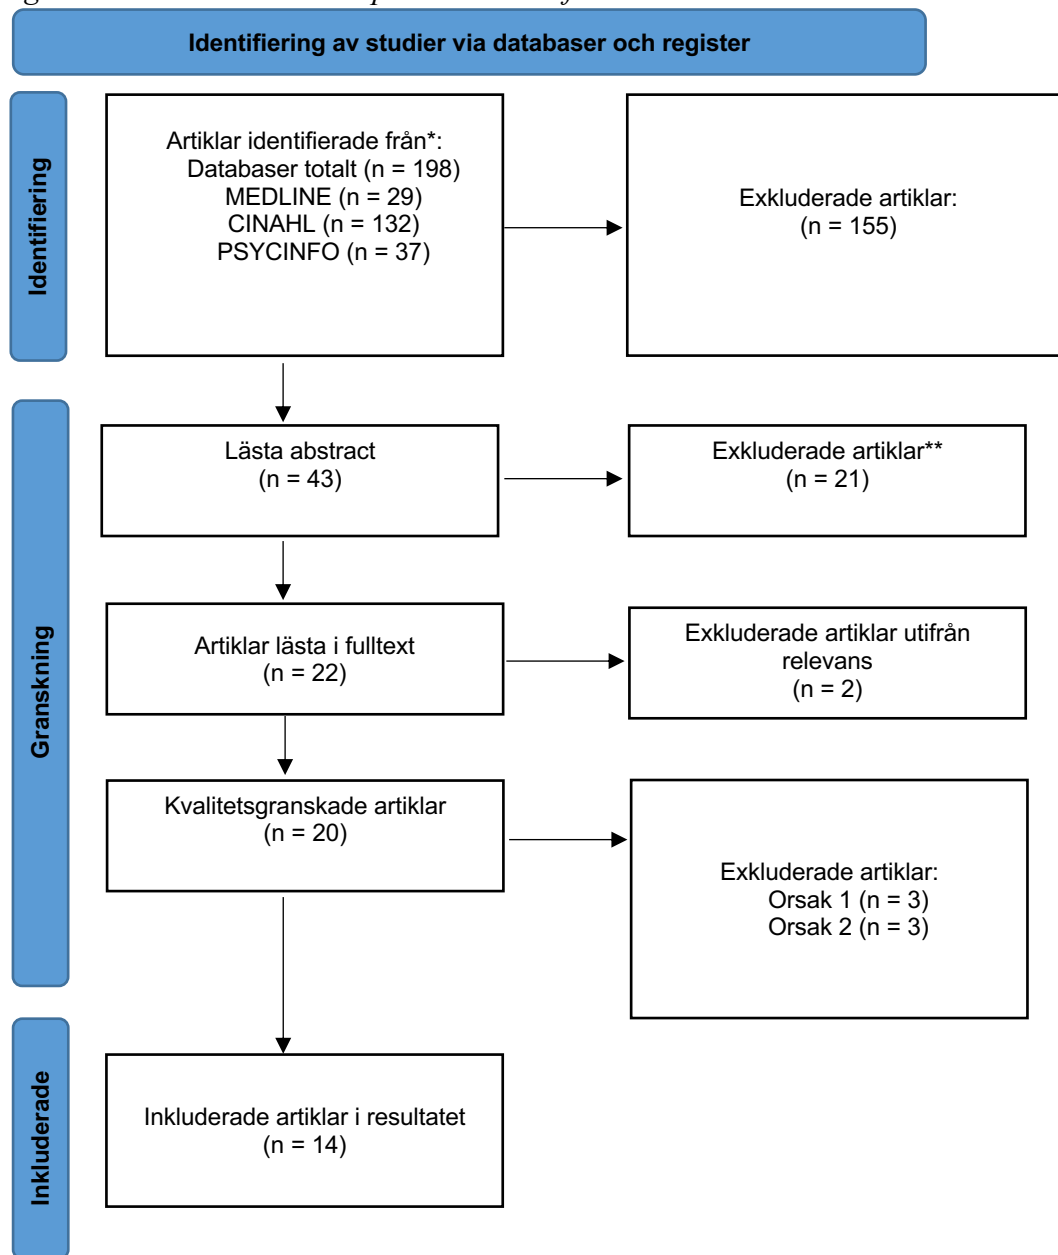 Identifiering av studier via databaser och register
Identifiering
Artiklar identifierade från*:
Databaser totalt (n = 198)
MEDLINE (n = 29)
CINAHL (n = 132)
PSYCINFO (n = 37)
Exkluderade artiklar:
(n = 155)
Granskning
Lästa abstract
(n = 43)
Exkluderade artiklar**
(n = 21)
Artiklar lästa i fulltext
(n = 22)
Exkluderade artiklar utifrån
relevans
(n = 2)
Kvalitetsgranskade artiklar
(n = 20)
Exkluderade artiklar:
Orsak 1 (n = 3)
Orsak 2 (n = 3)
Inkluderade
Inkluderade artiklar i resultatet
(n = 14)